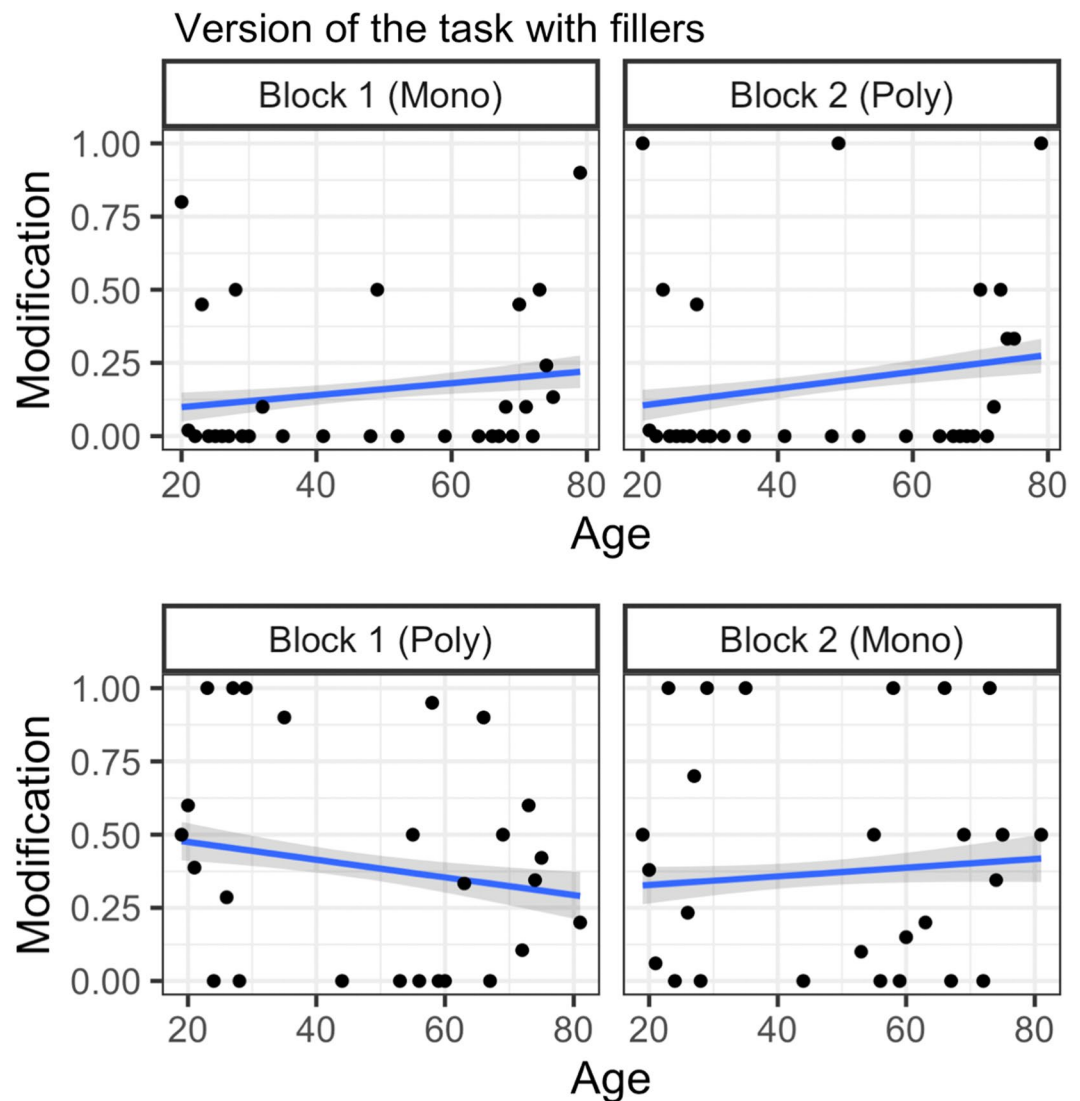 Version of the task with fillers
Block 1 (Mono) Block 2 (Poly)
Modification Modification
1.00
0.75
0.50
0.25
0.00
20 40 60 80 20 40 60 80
Age
Block 1 (Poly) Block 2 (Mono)
Modification Modification
1.00
0.75
0.50
0.25
0.00
20 40 60 80 20 40 60 80
Age